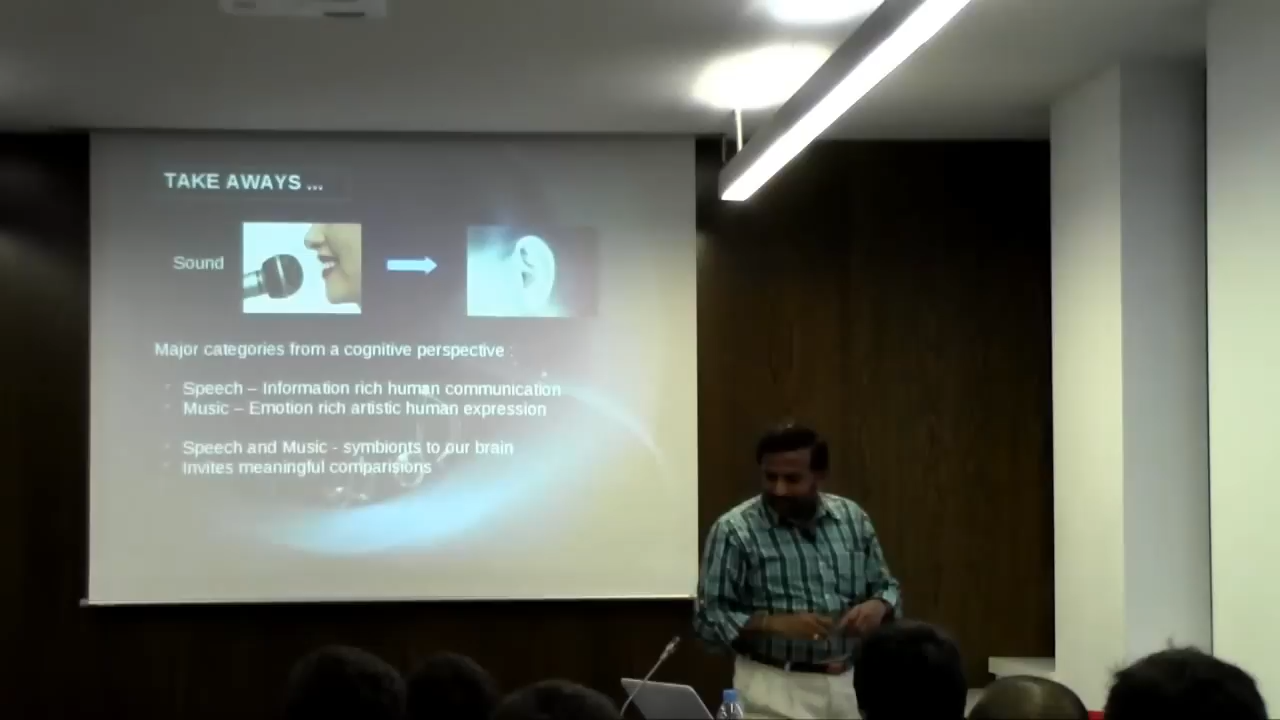 TAKE AWAYS ...
Sound
Major categories from a cognitive perspective :
Speech – Information rich human communication
Music – Emotion rich artistic human expression
Speech and Music - symbionts to our brain
Invites meaningful comparisions